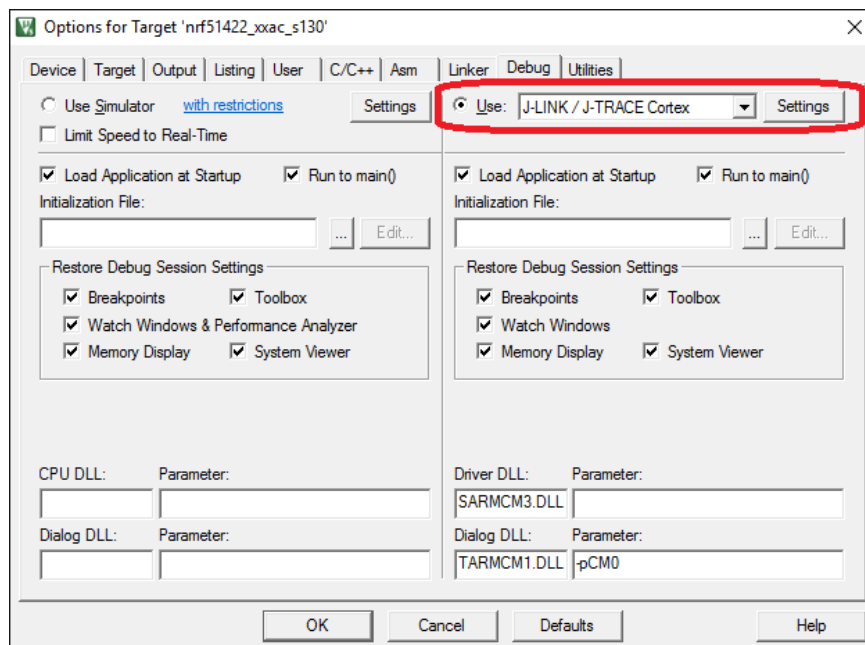 Options for Target 'nrf51422_xxac_s130'
Device Target Output Listing User C/C++ Asm Linker Debug Utilities
Use Simulator with restrictions Settings
Limit Speed to Real-Time
Use: J-LINK / J-TRACE Cortex Settings
Load Application at Startup Run to main()
Initialization File:
... Edit...
Restore Debug Session Settings
Breakpoints Toolbox
Watch Windows & Performance Analyzer
Memory Display System Viewer
Load Application at Startup Run to main()
Initialization File:
... Edit...
Restore Debug Session Settings
Breakpoints Toolbox
Watch Windows
Memory Display System Viewer
CPU DLL: Parameter:
Dialog DLL: Parameter:
Driver DLL: Parameter:
SARMCM3.DLL
Dialog DLL: Parameter:
TARMCM1.DLL -pCM0
OK Cancel Defaults Help